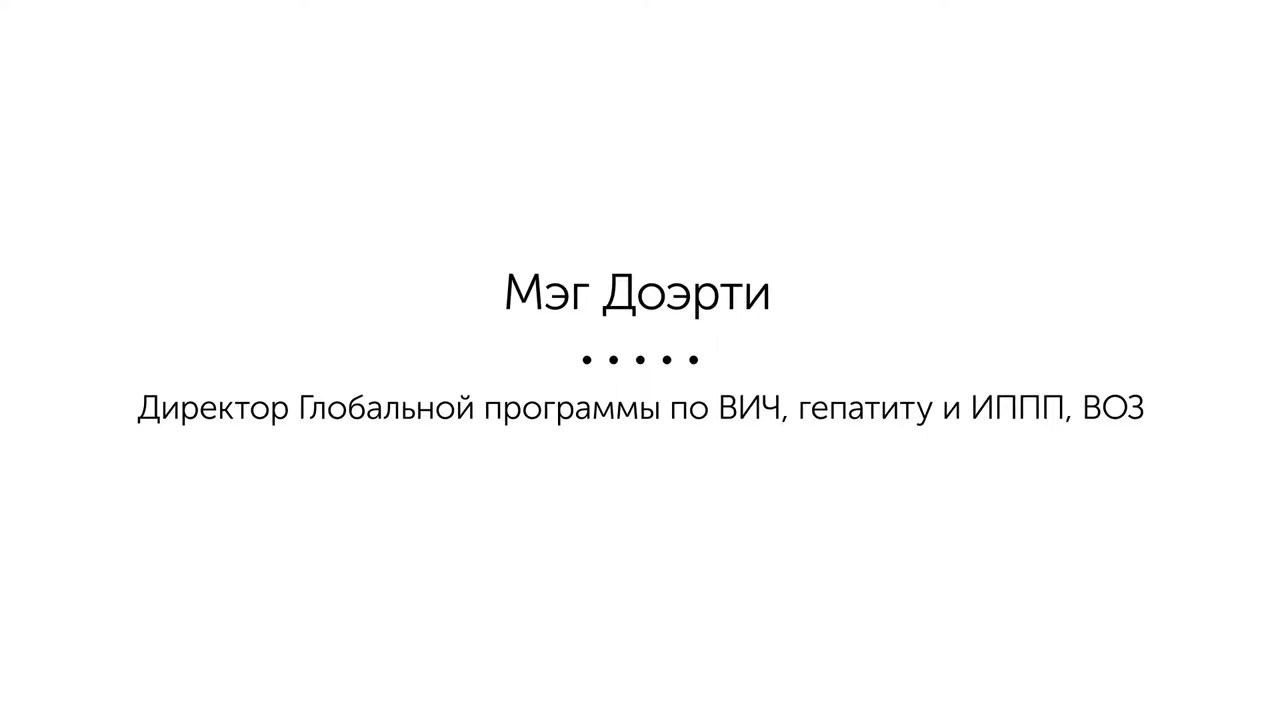 Мэг Доэрти
•••••
Директор Глобальной программы по ВИЧ, гепатиту и ИППП, ВОЗ